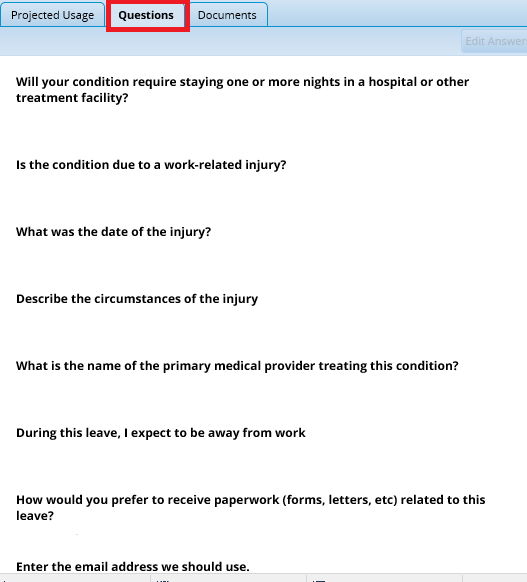 Projected Usage
Questions
Documents
Edit Answer
Will your condition require staying one or more nights in a hospital or other
treatment facility?
Is the condition due to a work-related injury?
What was the date of the injury?
Describe the circumstances of the injury
What is the name of the primary medical provider treating this condition?
During this leave, I expect to be away from work
How would you prefer to receive paperwork (forms, letters, etc) related to this
leave?
Enter the email address we should use.